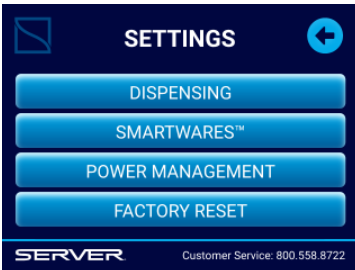 SETTINGS
DISPENSING
SMARTWARES™
POWER MANAGEMENT
FACTORY RESET
SERVER Customer Service: 800.558.8722